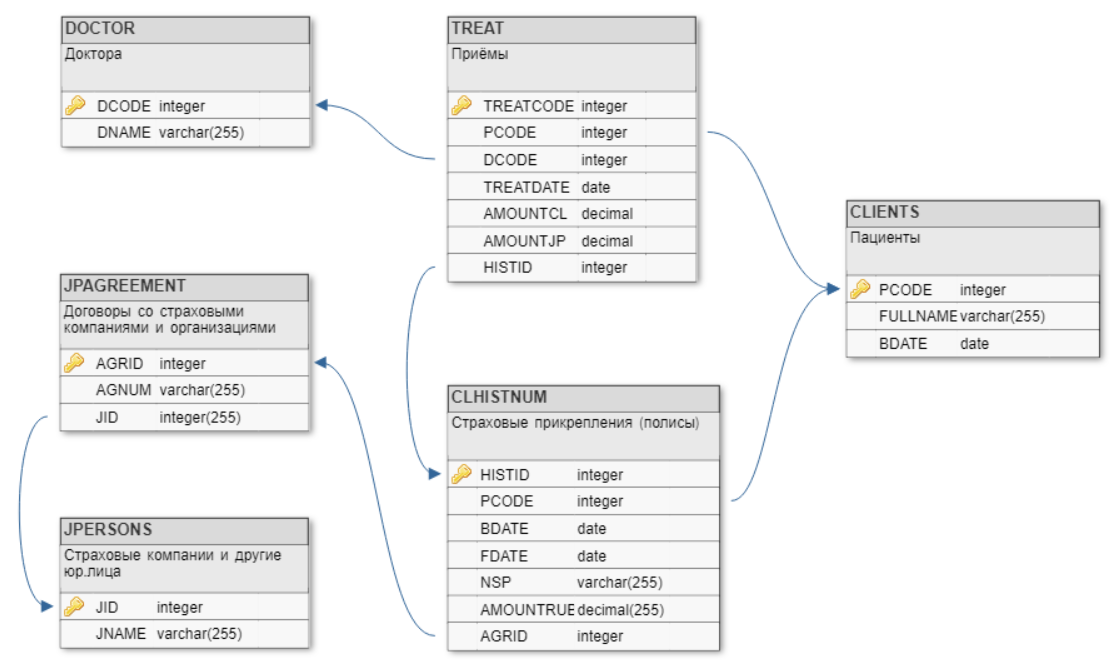 DOCTOR
Доктора
DCODE integer
DNAME varchar(255)
TREAT
Приёмы
TREATCODE integer
PCODE integer
DCODE integer
TREATDATE date
AMOUNTCL decimal
AMOUNTJP decimal
HISTID integer
CLIENTS
Пациенты
PCODE integer
FULLNAME varchar(255)
BDATE date
JPAGREEMENT
Договоры со страховыми
компаниями и организациями
AGRID integer
AGNUM varchar(255)
JID integer(255)
CLHISTNUM
Страховые прикрепления (полисы)
HISTID integer
PCODE integer
BDATE date
FDATE date
NSP varchar(255)
AMOUNTRUE decimal(255)
AGRID integer
JPERSONS
Страховые компании и другие
юр.лица
JID integer
JNAME varchar(255)